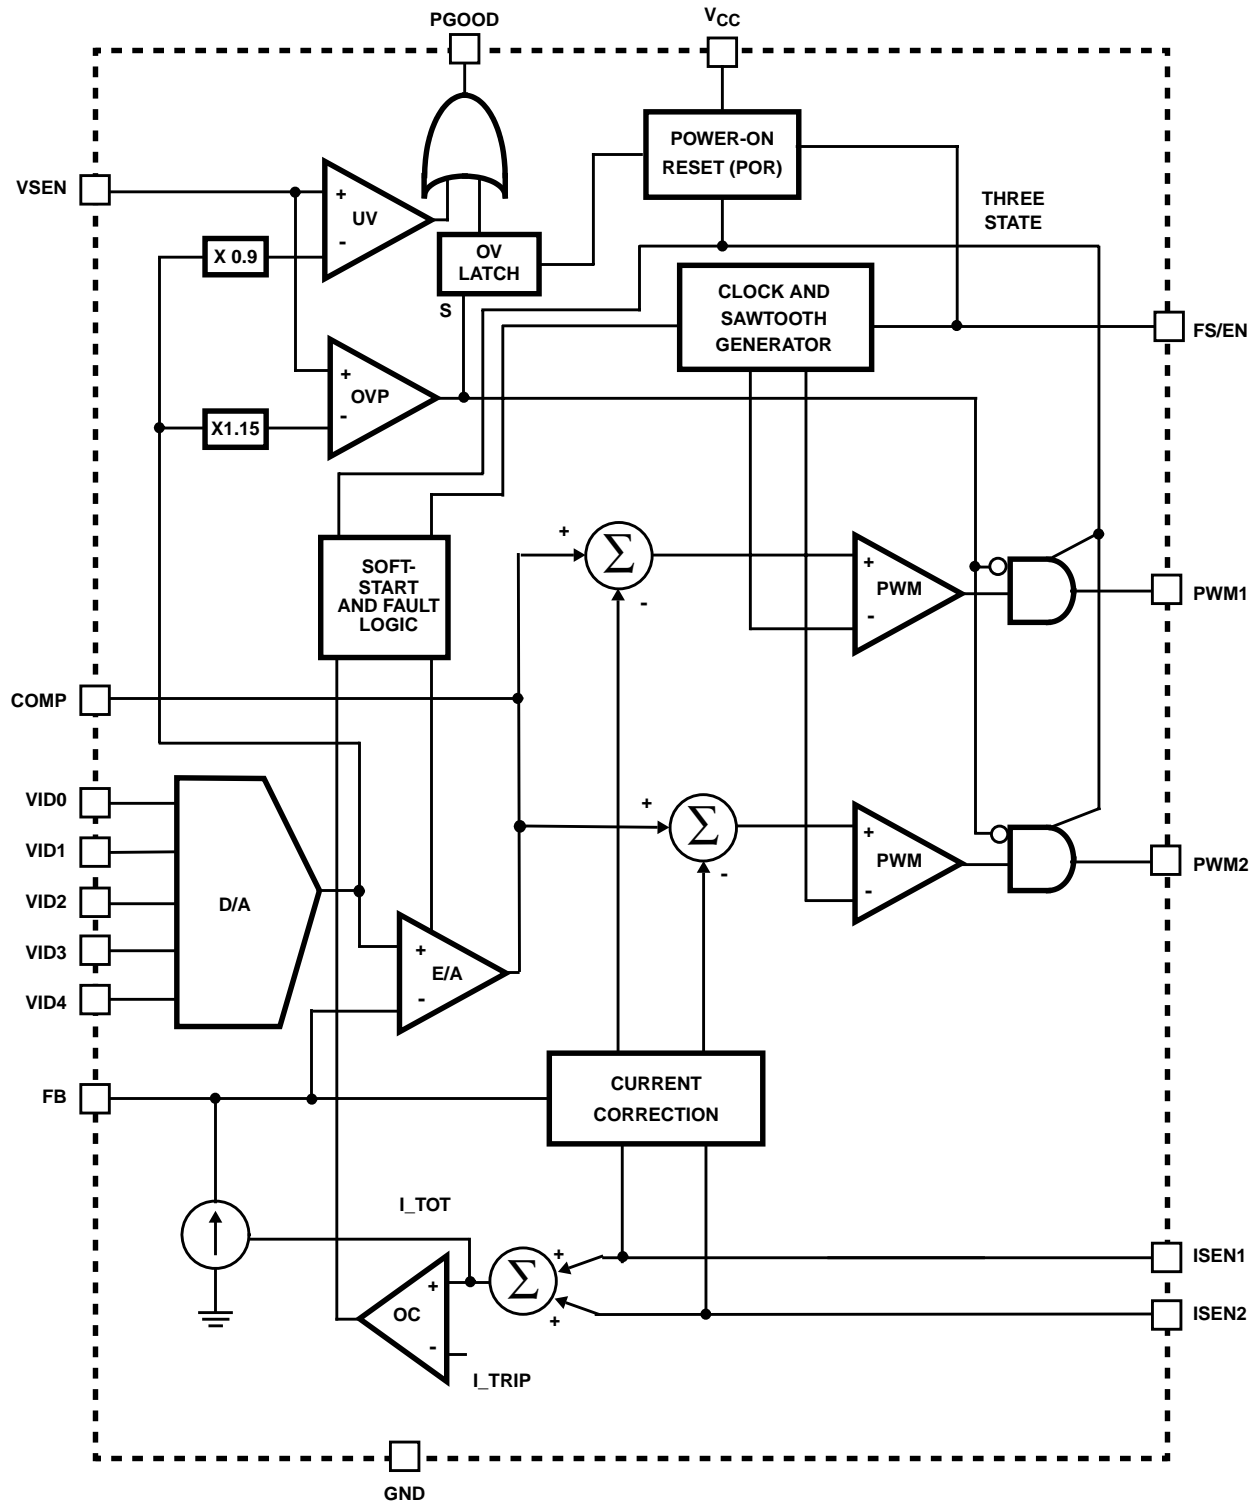 PGOOD
VCC
POWER-ON
RESET (POR)
VSEN
+
UV
-
THREE
STATE
X 0.9
OV
LATCH
S
CLOCK AND
SAWTOOTH
GENERATOR
FS/EN
+
OVP
-
X1.15
SOFT-
START
AND FAULT
LOGIC
+
Σ
-
+
PWM
-
PWM1
COMP
VID0
VID1
VID2
VID3
VID4
D/A
+
Σ
-
+
PWM
-
PWM2
+
E/A
-
FB
CURRENT
CORRECTION
I_TOT
+
Σ
+
ISEN1
ISEN2
+
OC
-
I_TRIP
GND